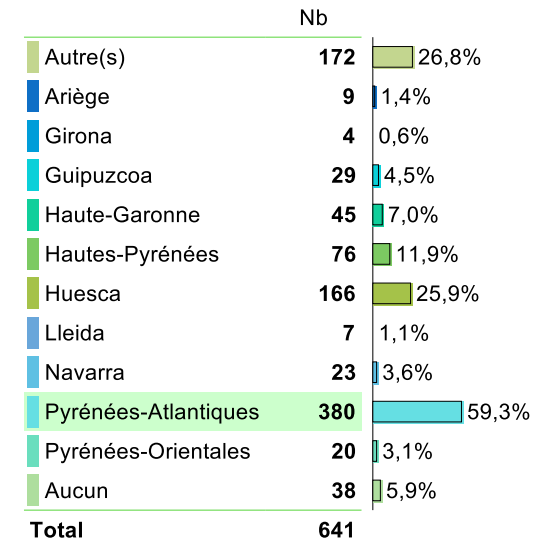 Nb
Autre(s) 172 26,8%
Ariège 9 1,4%
Girona 4 0,6%
Guipuzcoa 29 4,5%
Haute-Garonne 45 7,0%
Hautes-Pyrénées 76 11,9%
Huesca 166 25,9%
Lleida 7 1,1%
Navarra 23 3,6%
Pyrénées-Atlantiques 380 59,3%
Pyrénées-Orientales 20 3,1%
Aucun 38 5,9%
Total 641